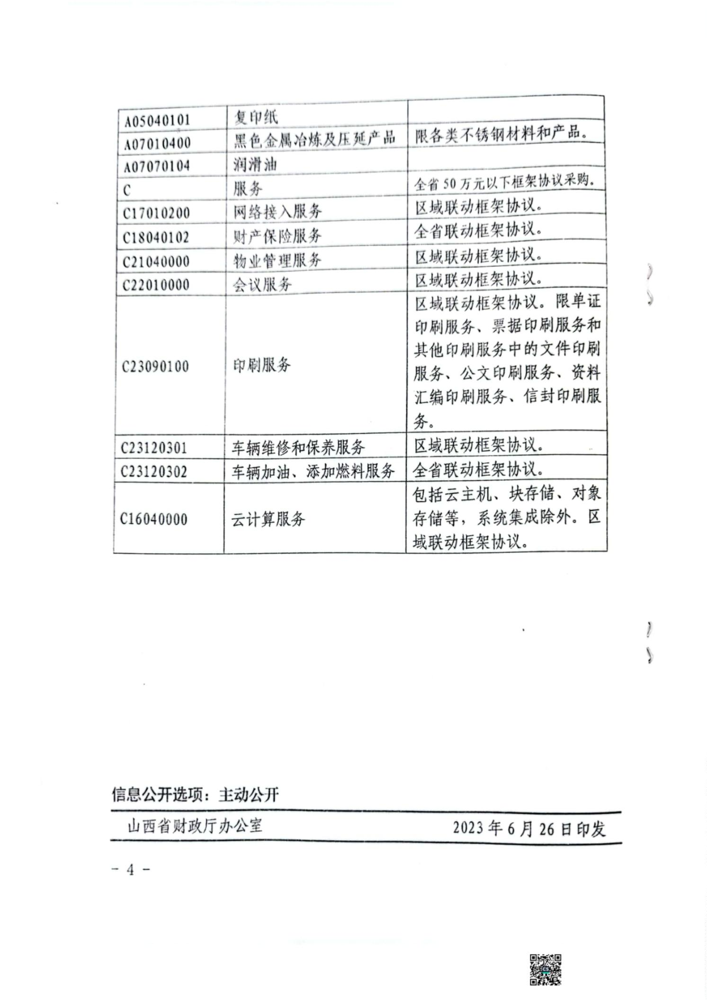 A05040101 复印纸
A07010400 黑色金属冶炼及压延产品 限各类不锈钢材料和产品。
A07070104 润滑油
C 服务 全省50万元以下框架协议采购。
C17010200 网络接入服务 区域联动框架协议。
C18040102 财产保险服务 全省联动框架协议。
C21040000 物业管理服务 区域联动框架协议。
C22010000 会议服务 区域联动框架协议。
C23090100 印刷服务 区域联动框架协议。限单证
印刷服务、票据印刷服务和
其他印刷服务中的文件印刷
服务、公文印刷服务、资料
汇编印刷服务、信封印刷服
务。
C23120301 车辆维修和保养服务 区域联动框架协议。
C23120302 车辆加油、添加燃料服务 全省联动框架协议。
C16040000 云计算服务 包括云主机、块存储、对象
存储等，系统集成除外。区
域联动框架协议。
信息公开选项：主动公开
山西省财政厅办公室 2023年6月26日印发
- 4 -
CS